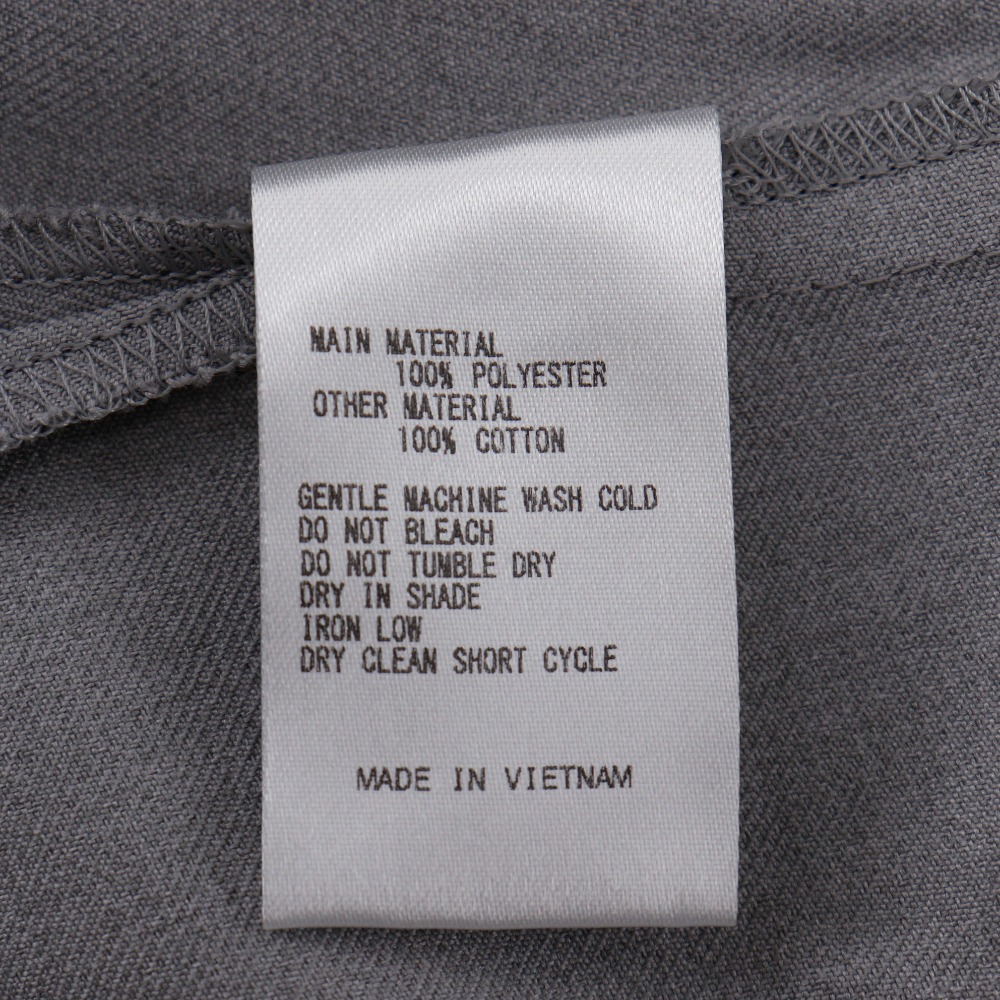 MAIN MATERIAL
100% POLYESTER
OTHER MATERIAL
100% COTTON
GENTLE MACHINE WASH COLD
DO NOT BLEACH
DO NOT TUMBLE DRY
DRY IN SHADE
IRON LOW
DRY CLEAN SHORT CYCLE
MADE IN VIETNAM